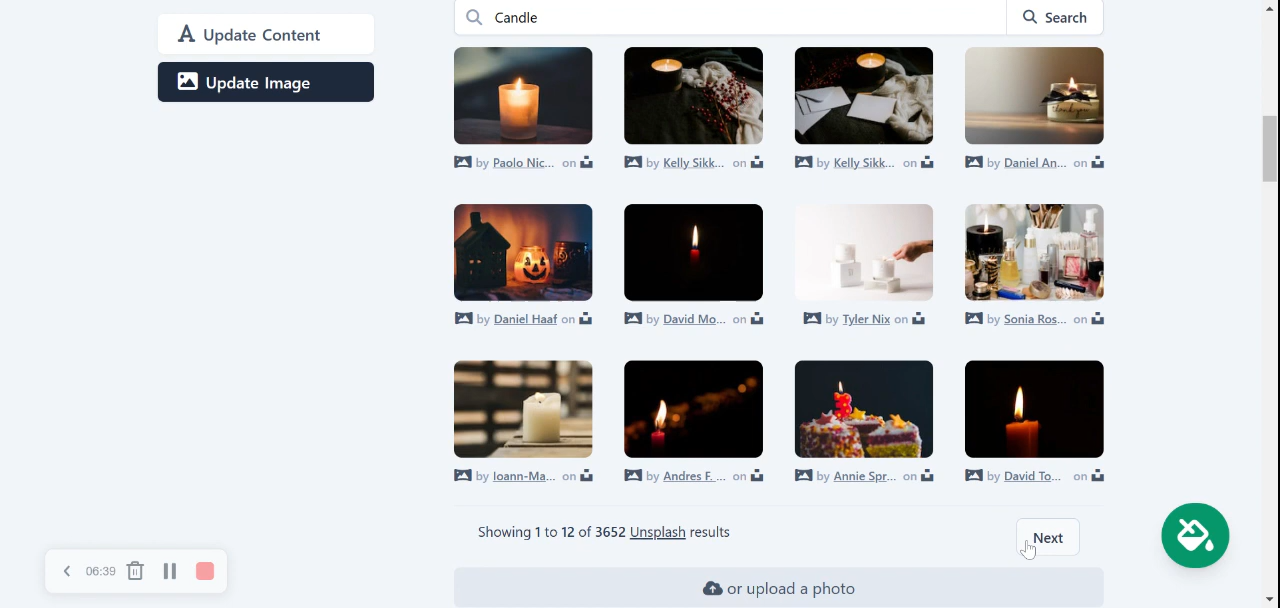 Update Content
Update Image
Candle
Search
by Paolo Nic... on
by Kelly Sikk... on
by Kelly Sikk... on
by Daniel An... on
by Daniel Haaf on
by David Mo... on
by Tyler Nix on
by Sonia Ros... on
by Ioann-Ma... on
by Andres F. ... on
by Annie Spr... on
by David To... on
Showing 1 to 12 of 3652 Unsplash results
Next
or upload a photo
06:39